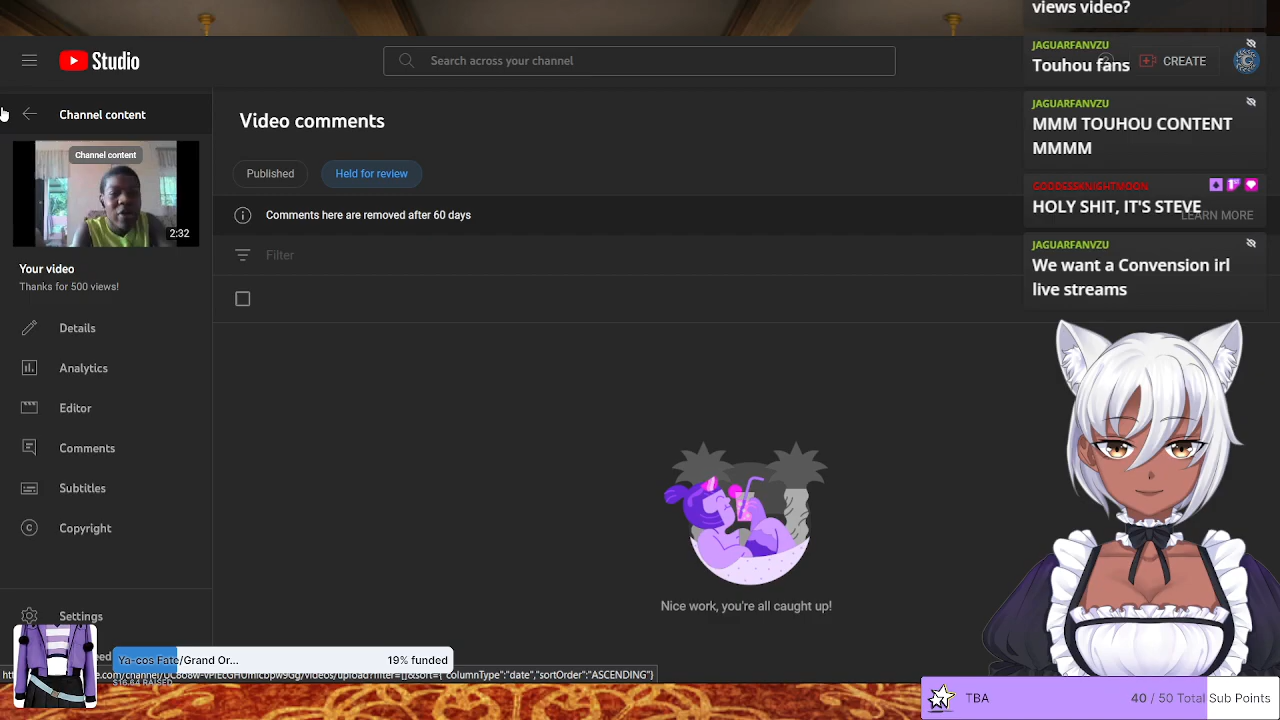 views video?
Studio
Search across your channel
CREATE
JAGUARFANVZU
Touhou fans
Channel content
Video comments
JAGUARFANVZU
MMM TOUHOU CONTENT
MMMM
Channel content
Published
Held for review
GODDESSKNIGHTMOON
HOLY SHIT, IT'S STEVE
LEARN MORE
Comments here are removed after 60 days
2:32
JAGUARFANVZU
We want a Convension irl
live streams
Filter
Your video
Thanks for 500 views!
Details
Analytics
Editor
Comments
Subtitles
Copyright
Nice work, you're all caught up!
Settings
Ya-cos Fate/Grand Or...
19% funded
$16.64 RAISED
TBA
40 / 50 Total Sub Points